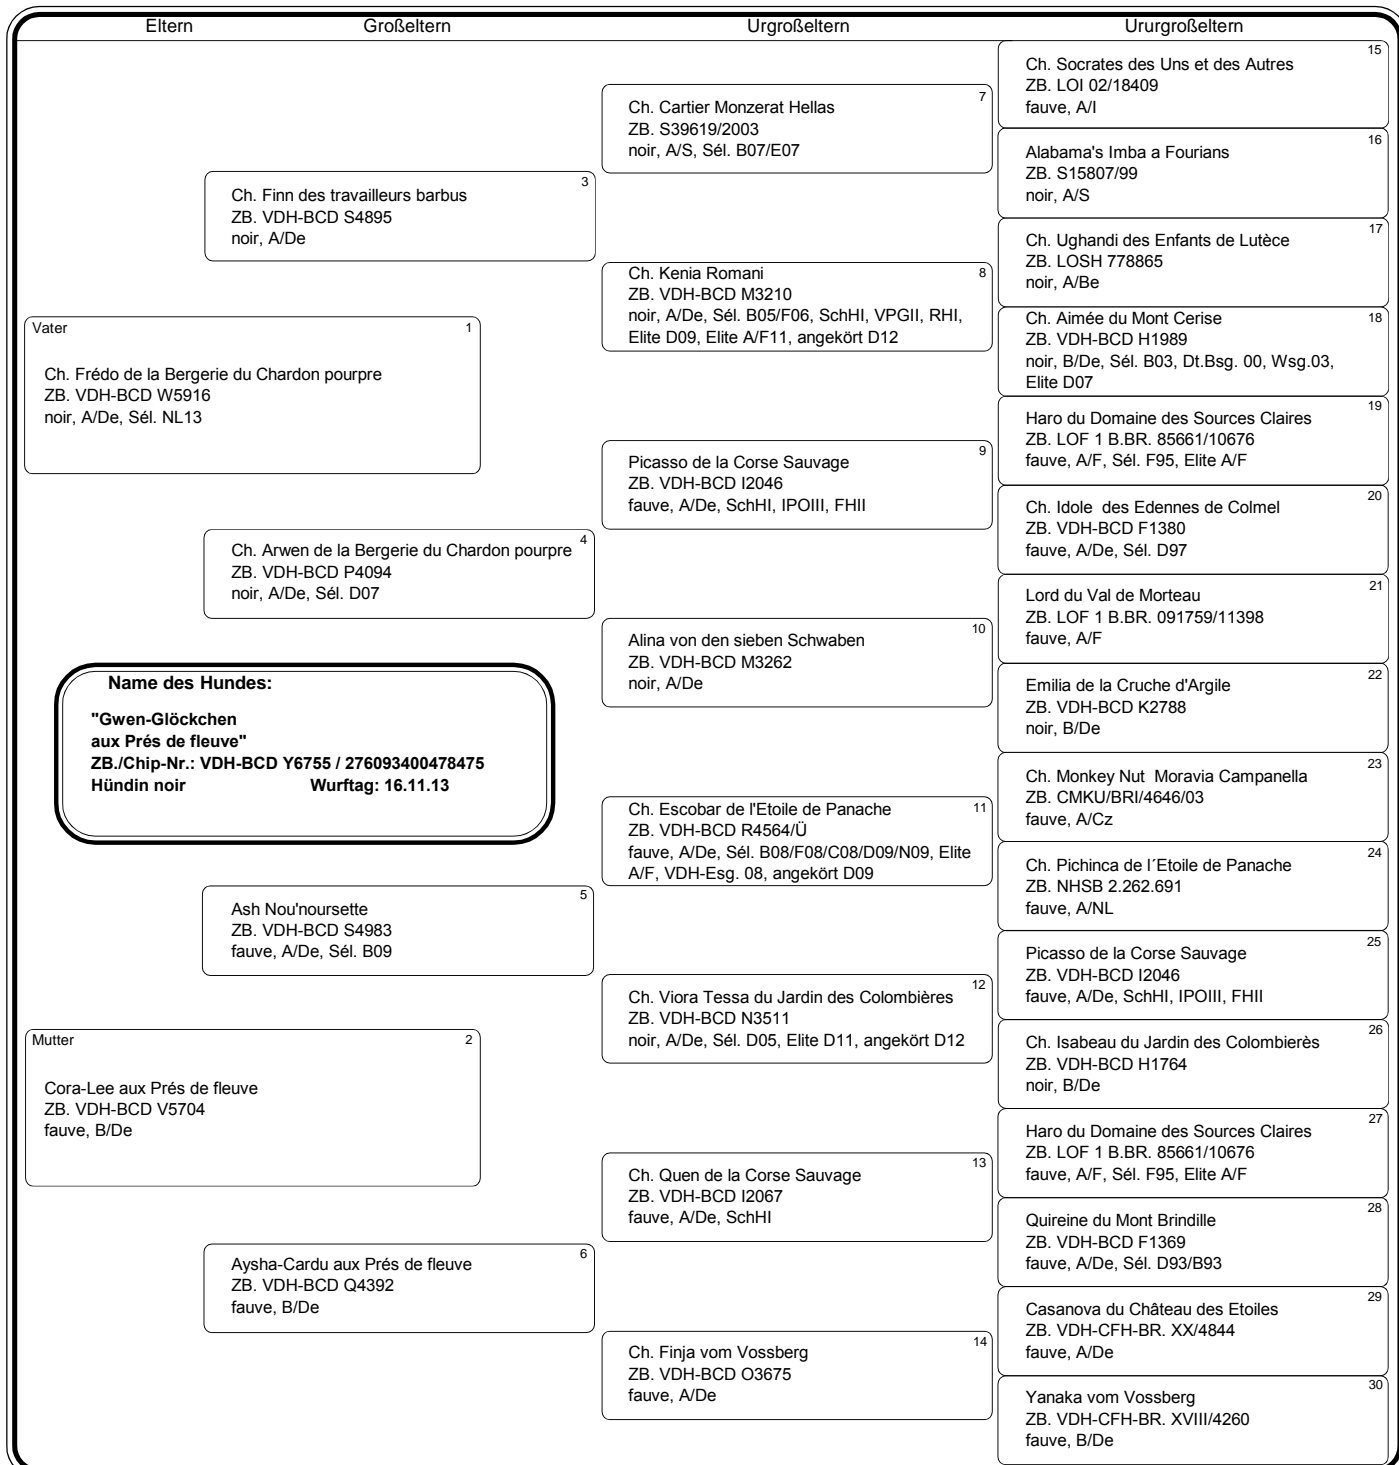 Eltern Großeltern Urgroßeltern Ururgroßeltern
Vater 1
Ch. Frédo de la Bergerie du Chardon pourpre
ZB. VDH-BCD W5916
noir, A/De, Sél. NL13
Name des Hundes:
"Gwen-Glöckchen
aux Prés de fleuve"
ZB./Chip-Nr.: VDH-BCD Y6755 / 276093400478475
Hündin noir Wurftag: 16.11.13
Mutter 2
Cora-Lee aux Prés de fleuve
ZB. VDH-BCD V5704
fauve, B/De
3
Ch. Finn des travailleurs barbus
ZB. VDH-BCD S4895
noir, A/De
4
Ch. Arwen de la Bergerie du Chardon pourpre
ZB. VDH-BCD P4094
noir, A/De, Sél. D07
5
Ash Nou'noursette
ZB. VDH-BCD S4983
fauve, A/De, Sél. B09
6
Aysha-Cardu aux Prés de fleuve
ZB. VDH-BCD Q4392
fauve, B/De
7
Ch. Cartier Monzerat Hellas
ZB. S39619/2003
noir, A/S, Sél. B07/E07
8
Ch. Kenia Romani
ZB. VDH-BCD M3210
noir, A/De, Sél. B05/F06, SchHI, VPGII, RHI,
Elite D09, Elite A/F11, angekört D12
9
Picasso de la Corse Sauvage
ZB. VDH-BCD I2046
fauve, A/De, SchHI, IPOIII, FHII
10
Alina von den sieben Schwaben
ZB. VDH-BCD M3262
noir, A/De
11
Ch. Escobar de l'Etoile de Panache
ZB. VDH-BCD R4564/Ü
fauve, A/De, Sél. B08/F08/C08/D09/N09, Elite
A/F, VDH-Esg. 08, angekört D09
12
Ch. Viora Tessa du Jardin des Colombières
ZB. VDH-BCD N3511
noir, A/De, Sél. D05, Elite D11, angekört D12
13
Ch. Quen de la Corse Sauvage
ZB. VDH-BCD I2067
fauve, A/De, SchHI
14
Ch. Finja vom Vossberg
ZB. VDH-BCD O3675
fauve, A/De
15
Ch. Socrates des Uns et des Autres
ZB. LOI 02/18409
fauve, A/I
16
Alabama's Imba a Fourians
ZB. S15807/99
noir, A/S
17
Ch. Ughandi des Enfants de Lutèce
ZB. LOSH 778865
noir, A/Be
18
Ch. Aimée du Mont Cerise
ZB. VDH-BCD H1989
noir, B/De, Sél. B03, Dt.Bsg. 00, Wsg.03,
Elite D07
19
Haro du Domaine des Sources Claires
ZB. LOF 1 B.BR. 85661/10676
fauve, A/F, Sél. F95, Elite A/F
20
Ch. Idole des Edennes de Colmel
ZB. VDH-BCD F1380
fauve, A/De, Sél. D97
21
Lord du Val de Morteau
ZB. LOF 1 B.BR. 091759/11398
fauve, A/F
22
Emilia de la Cruche d'Argile
ZB. VDH-BCD K2788
noir, B/De
23
Ch. Monkey Nut Moravia Campanella
ZB. CMKU/BRI/4646/03
fauve, A/Cz
24
Ch. Pichinca de l´Etoile de Panache
ZB. NHSB 2.262.691
fauve, A/NL
25
Picasso de la Corse Sauvage
ZB. VDH-BCD I2046
fauve, A/De, SchHI, IPOIII, FHII
26
Ch. Isabeau du Jardin des Colombierès
ZB. VDH-BCD H1764
noir, B/De
27
Haro du Domaine des Sources Claires
ZB. LOF 1 B.BR. 85661/10676
fauve, A/F, Sél. F95, Elite A/F
28
Quireine du Mont Brindille
ZB. VDH-BCD F1369
fauve, A/De, Sél. D93/B93
29
Casanova du Château des Etoiles
ZB. VDH-CFH-BR. XX/4844
fauve, A/De
30
Yanaka vom Vossberg
ZB. VDH-CFH-BR. XVIII/4260
fauve, B/De